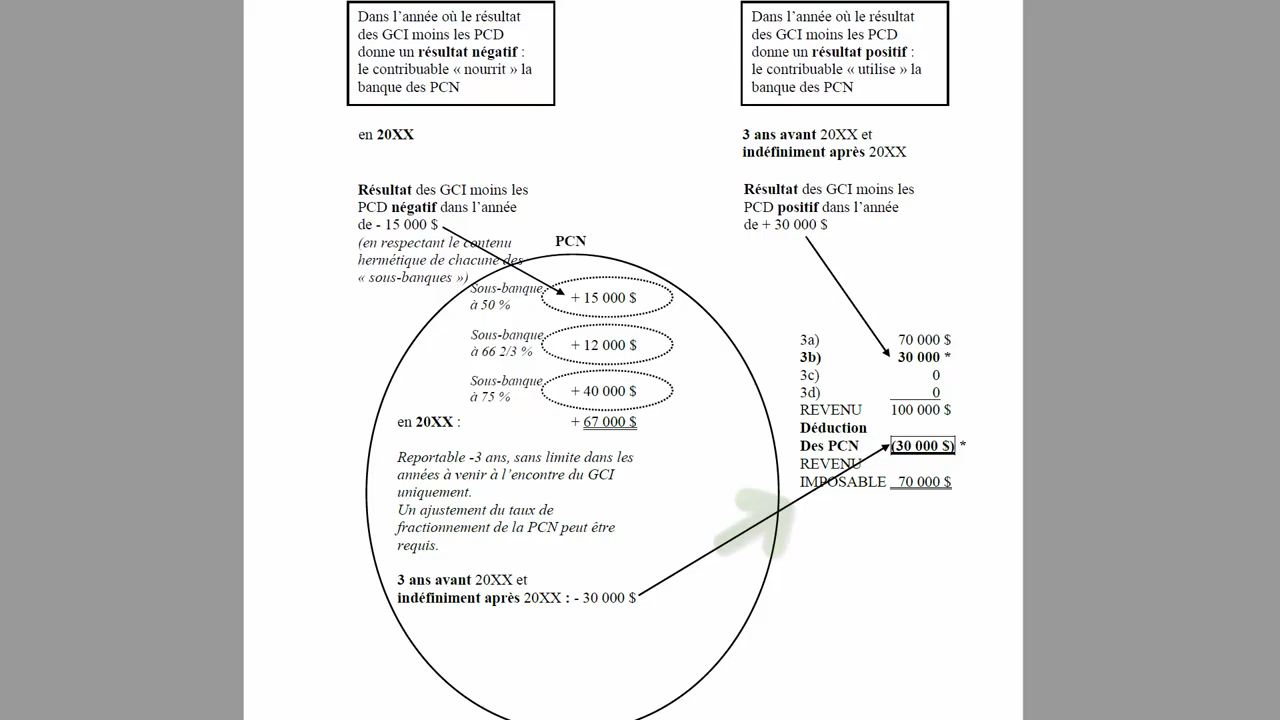 Dans l'année où le résultat
des GCI moins les PCD
donne un résultat négatif :
le contribuable « nourrit » la
banque des PCN
Dans l'année où le résultat
des GCI moins les PCD
donne un résultat positif :
le contribuable « utilise » la
banque des PCN
en 20XX
3 ans avant 20XX et
indéfiniment après 20XX
Résultat des GCI moins les
PCD négatif dans l'année
de - 15 000 $
(en respectant le contenu
hermétique de chacune des
« sous-banques »)
Résultat des GCI moins les
PCD positif dans l'année
de + 30 000 $
PCN
Sous-banque
à 50 %
+ 15 000 $
Sous-banque
à 66 2/3 %
+ 12 000 $
Sous-banque
à 75 %
+ 40 000 $
en 20XX :
+ 67 000 $
Reportable -3 ans, sans limite dans les
années à venir à l'encontre du GCI
uniquement.
Un ajustement du taux de
fractionnement de la PCN peut être
requis.
3 ans avant 20XX et
indéfiniment après 20XX : - 30 000 $
3a) 70 000 $
3b) 30 000 *
3c) 0
3d) 0
REVENU 100 000 $
Déduction
Des PCN (30 000 $) *
REVENU
IMPOSABLE 70 000 $